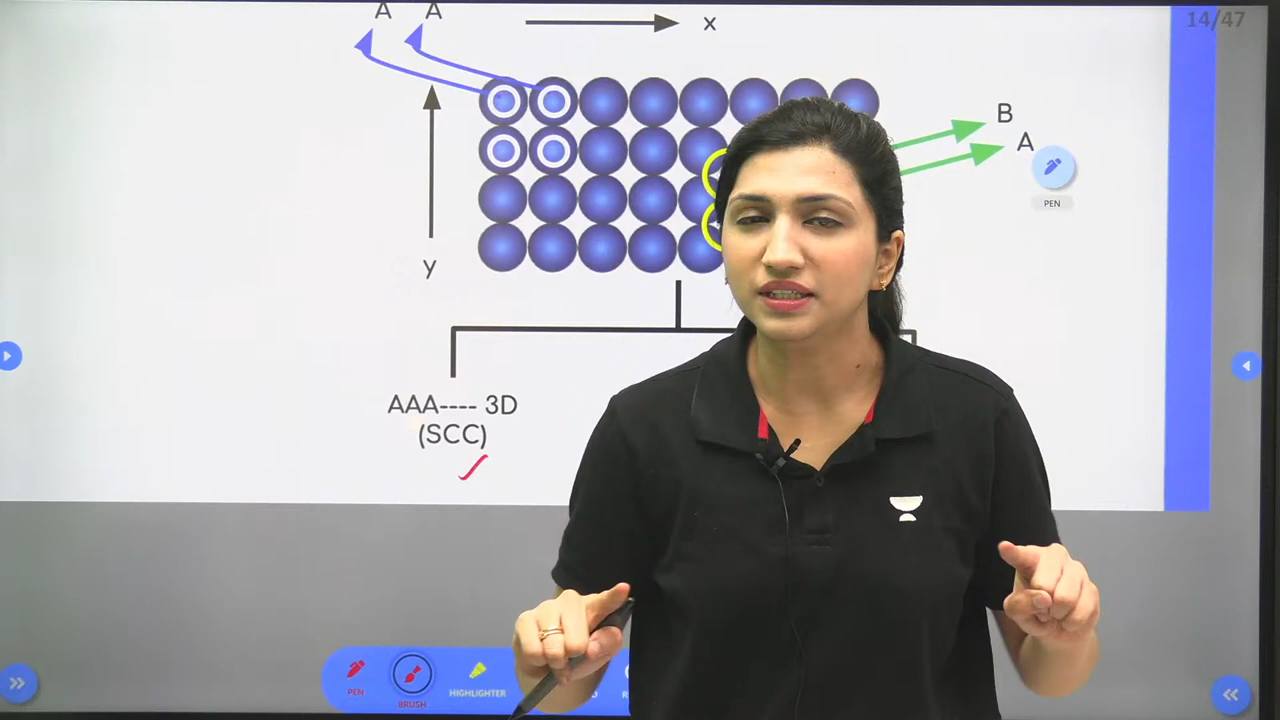 14/47
A A
x
B
A
PEN
y
AAA---- 3D
(SCC)
PEN
BRUSH
HIGHLIGHTER